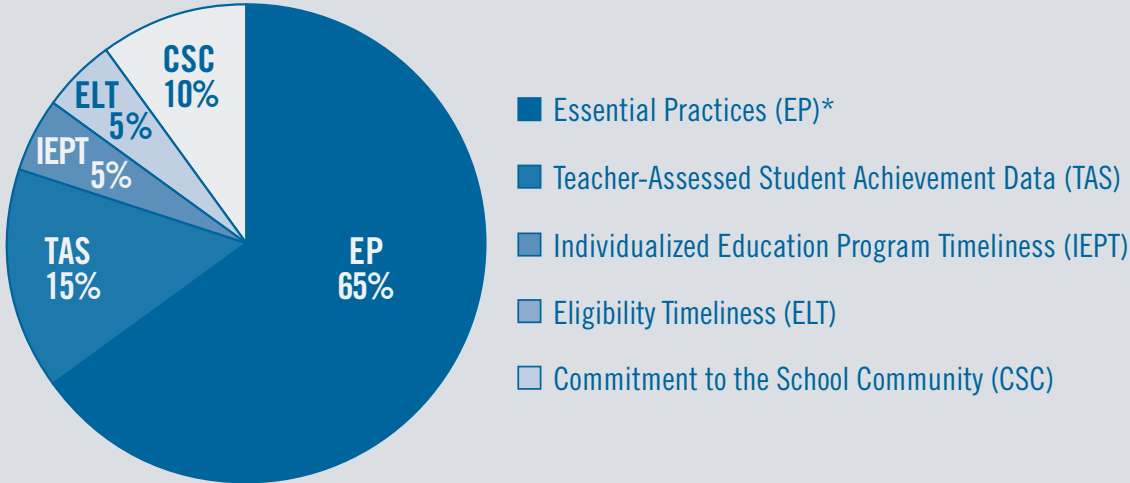 CSC
10%
ELT
5%
IEPT
5%
TAS
15%
EP
65%
Essential Practices (EP)*
Teacher-Assessed Student Achievement Data (TAS)
Individualized Education Program Timeliness (IEPT)
Eligibility Timeliness (ELT)
Commitment to the School Community (CSC)